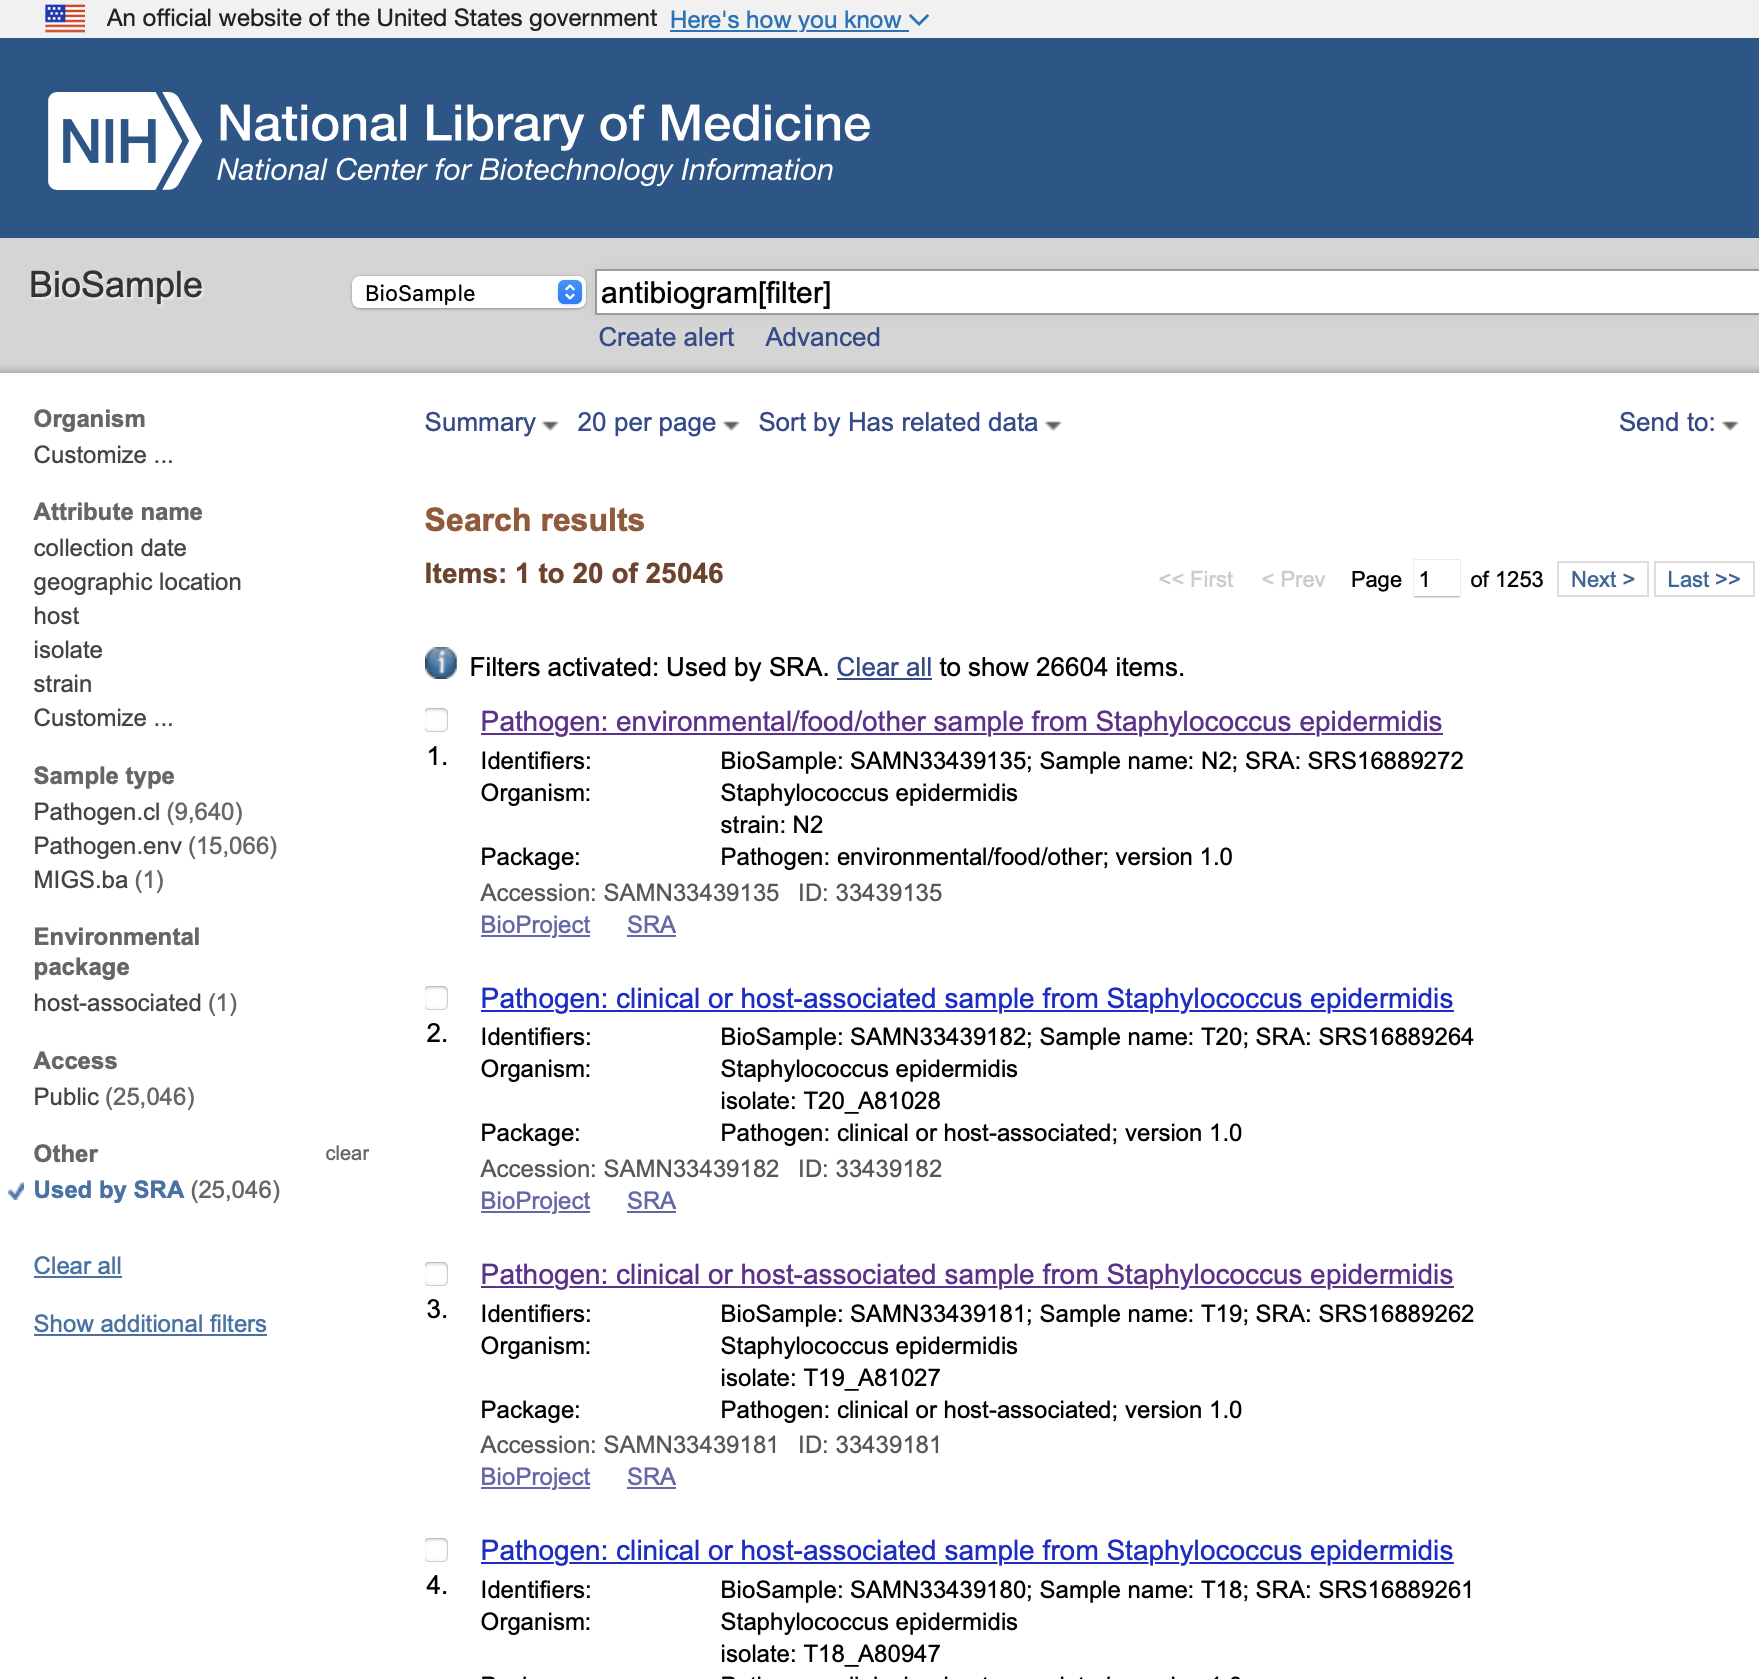 An official website of the United States government Here's how you know
NIH National Library of Medicine
National Center for Biotechnology Information
BioSample
BioSample
antibiogram[filter]
Create alert Advanced
Organism
Customize ...
Attribute name
collection date
geographic location
host
isolate
strain
Customize ...
Sample type
Pathogen.cl (9,640)
Pathogen.env (15,066)
MIGS.ba (1)
Environmental
package
host-associated (1)
Access
Public (25,046)
Other clear
Used by SRA (25,046)
Clear all
Show additional filters
Summary 20 per page Sort by Has related data Send to:
Search results
Items: 1 to 20 of 25046
<< First < Prev Page 1 of 1253 Next > Last >>
Filters activated: Used by SRA. Clear all to show 26604 items.
Pathogen: environmental/food/other sample from Staphylococcus epidermidis
1. Identifiers: BioSample: SAMN33439135; Sample name: N2; SRA: SRS16889272
Organism: Staphylococcus epidermidis
strain: N2
Package: Pathogen: environmental/food/other; version 1.0
Accession: SAMN33439135 ID: 33439135
BioProject SRA
Pathogen: clinical or host-associated sample from Staphylococcus epidermidis
2. Identifiers: BioSample: SAMN33439182; Sample name: T20; SRA: SRS16889264
Organism: Staphylococcus epidermidis
isolate: T20_A81028
Package: Pathogen: clinical or host-associated; version 1.0
Accession: SAMN33439182 ID: 33439182
BioProject SRA
Pathogen: clinical or host-associated sample from Staphylococcus epidermidis
3. Identifiers: BioSample: SAMN33439181; Sample name: T19; SRA: SRS16889262
Organism: Staphylococcus epidermidis
isolate: T19_A81027
Package: Pathogen: clinical or host-associated; version 1.0
Accession: SAMN33439181 ID: 33439181
BioProject SRA
Pathogen: clinical or host-associated sample from Staphylococcus epidermidis
4. Identifiers: BioSample: SAMN33439180; Sample name: T18; SRA: SRS16889261
Organism: Staphylococcus epidermidis
isolate: T18_A80947